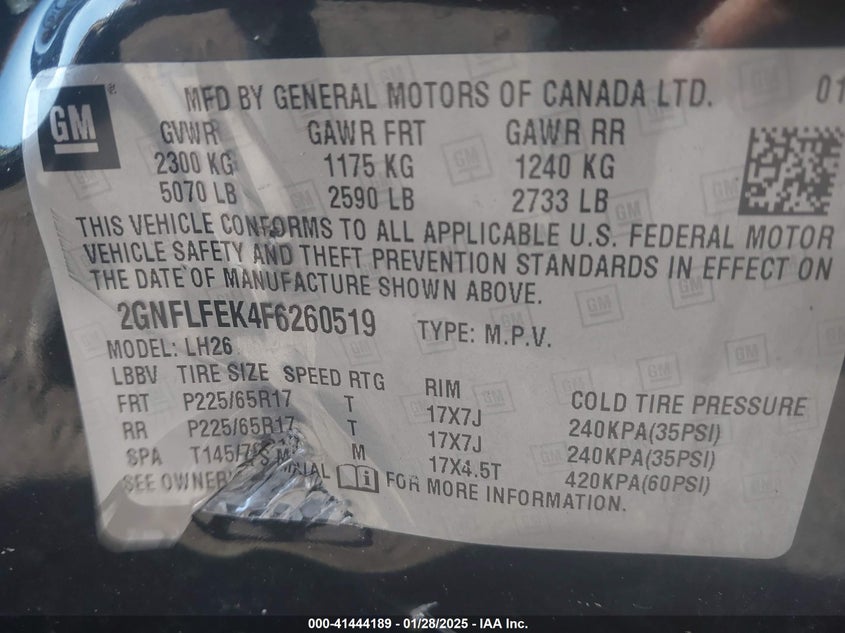 GM ®
MFD BY GENERAL MOTORS OF CANADA LTD. 01
GVWR GAWR FRT GAWR RR
2300 KG 1175 KG 1240 KG
5070 LB 2590 LB 2733 LB
THIS VEHICLE CONFORMS TO ALL APPLICABLE U.S. FEDERAL MOTOR
VEHICLE SAFETY AND THEFT PREVENTION STANDARDS IN EFFECT ON
THE DATE OF MANUFACTURE SHOWN ABOVE.
2GNFLFEK4F6260519 TYPE: M.P.V.
MODEL: LH26
LBBV TIRE SIZE SPEED RTG RIM COLD TIRE PRESSURE
FRT P225/65R17 T 17X7J 240KPA(35PSI)
RR P225/65R17 T 17X7J 240KPA(35PSI)
SPA M 17X4.5T 420KPA(60PSI)
SEE FOR MORE INFORMATION.
000-41444189 | 01/28/2025 | © IAA Inc.